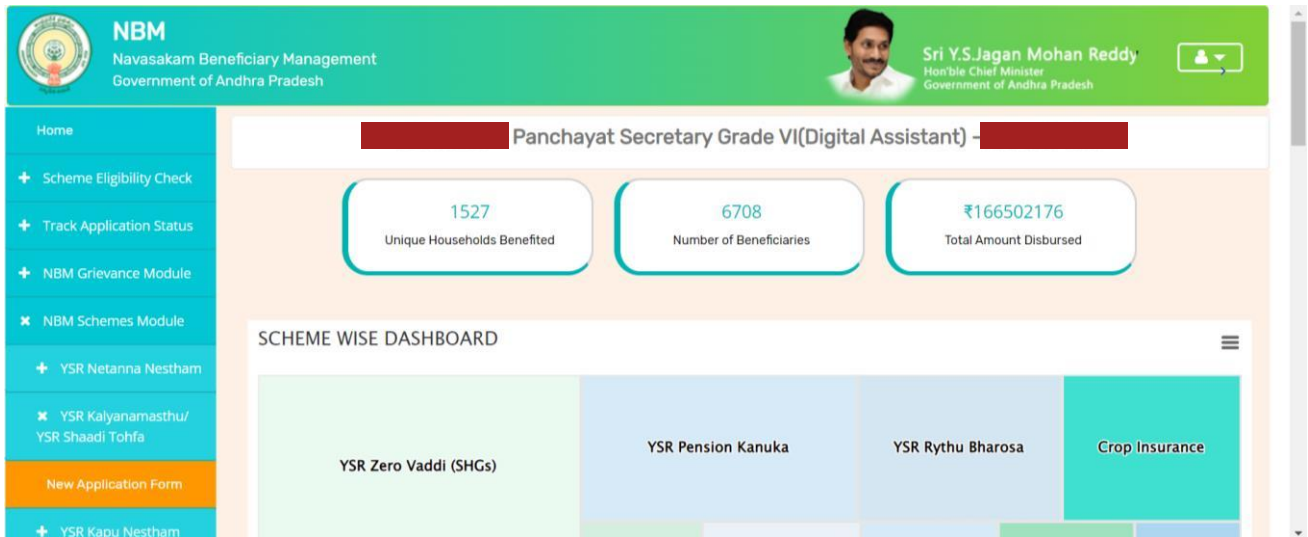 NBM
Navasakam Beneficiary Management
Government of Andhra Pradesh
Sri Y.S.Jagan Mohan Reddy
Hon'ble Chief Minister
Government of Andhra Pradesh
Home
Scheme Eligibility Check
Track Application Status
NBM Grievance Module
NBM Schemes Module
YSR Netanna Nestham
YSR Kalyanamasthu/
YSR Shaadi Tohfa
New Application Form
YSR Kapu Nestham
Panchayat Secretary Grade VI(Digital Assistant) -
1527
Unique Households Benefited
6708
Number of Beneficiaries
₹166502176
Total Amount Disbursed
SCHEME WISE DASHBOARD
YSR Zero Vaddi (SHGs)
YSR Pension Kanuka
YSR Rythu Bharosa
Crop Insurance